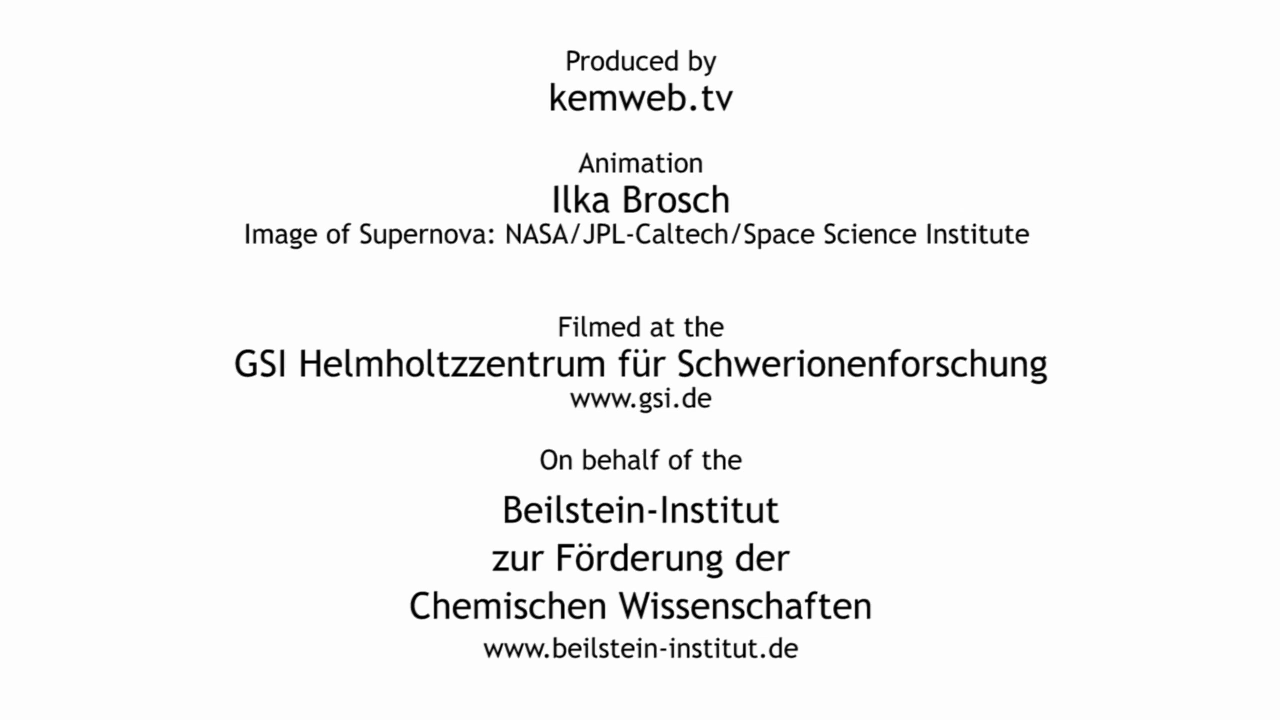 Produced by
kemweb.tv
Animation
Ilka Brosch
Image of Supernova: NASA/JPL-Caltech/Space Science Institute
Filmed at the
GSI Helmholtzzentrum für Schwerionenforschung
www.gsi.de
On behalf of the
Beilstein-Institut
zur Förderung der
Chemischen Wissenschaften
www.beilstein-institut.de